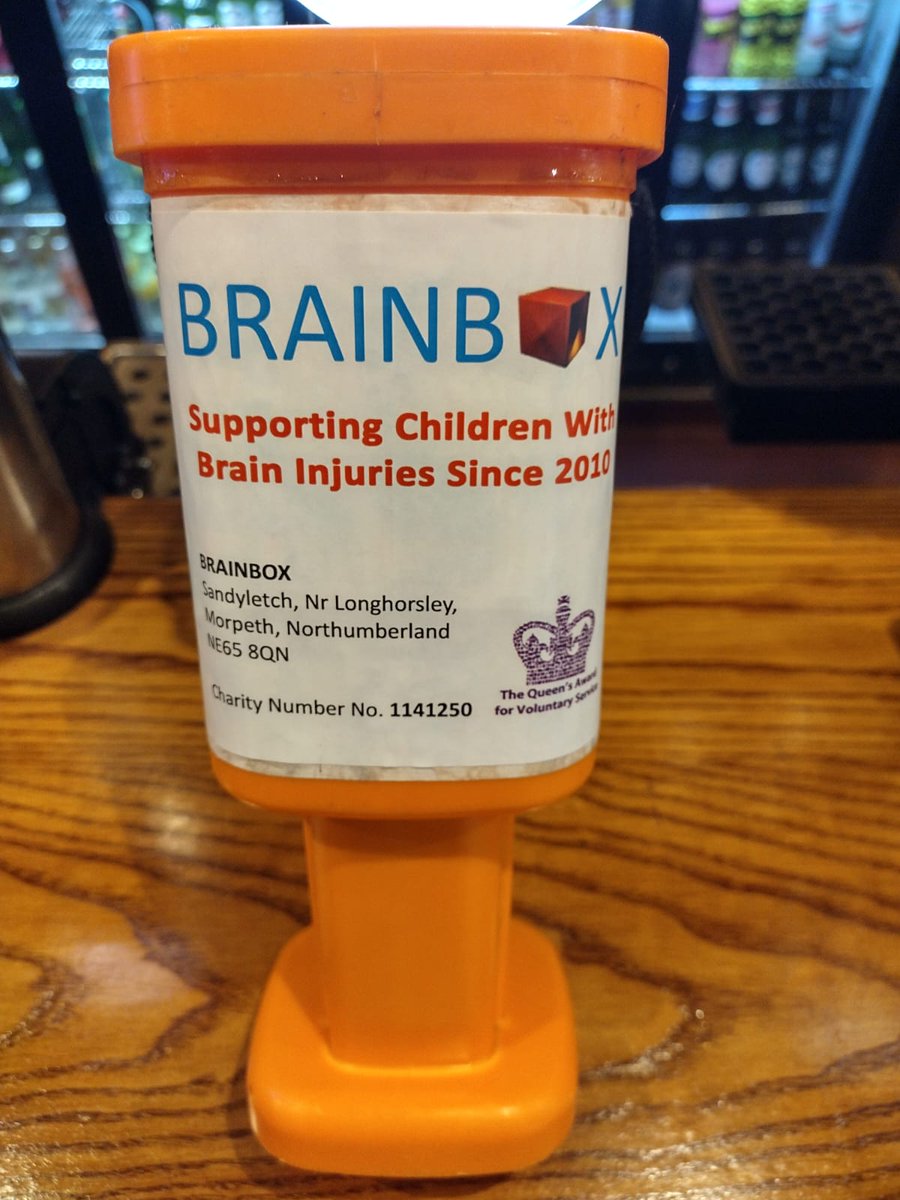 BRAINBOX
Supporting Children With
Brain Injuries Since 2010
BRAINBOX
Sandyletch, Nr Longhorsley,
Morpeth, Northumberland
NE65 8QN
Charity Number No. 1141250
The Queen's Award
for Voluntary Service